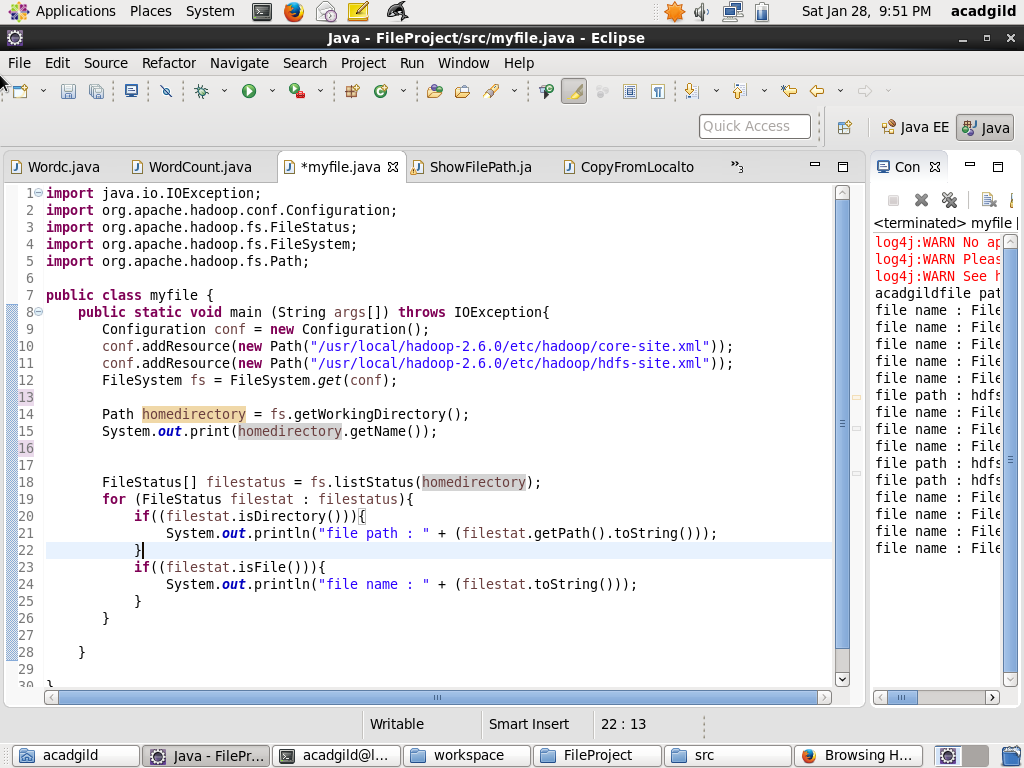 Applications Places System Sat Jan 28, 9:51 PM acadgild
Java - FileProject/src/myfile.java - Eclipse
File Edit Source Refactor Navigate Search Project Run Window Help
Quick Access Java EE Java
Wordc.java WordCount.java *myfile.java ShowFilePath.ja CopyFromLocalto »3 Con
<terminated> myfile
1 import java.io.IOException;
2 import org.apache.hadoop.conf.Configuration;
3 import org.apache.hadoop.fs.FileStatus;
4 import org.apache.hadoop.fs.FileSystem;
5 import org.apache.hadoop.fs.Path;
6
7 public class myfile {
8 public static void main (String args[]) throws IOException{
9 Configuration conf = new Configuration();
10 conf.addResource(new Path("/usr/local/hadoop-2.6.0/etc/hadoop/core-site.xml"));
11 conf.addResource(new Path("/usr/local/hadoop-2.6.0/etc/hadoop/hdfs-site.xml"));
12 FileSystem fs = FileSystem.get(conf);
13
14 Path homedirectory = fs.getWorkingDirectory();
15 System.out.print(homedirectory.getName());
16
17
18 FileStatus[] filestatus = fs.listStatus(homedirectory);
19 for (FileStatus filestat : filestatus){
20 if((filestat.isDirectory())){
21 System.out.println("file path : " + (filestat.getPath().toString()));
22 }
23 if((filestat.isFile())){
24 System.out.println("file name : " + (filestat.toString()));
25 }
26 }
27
28 }
29
30 }
log4j:WARN No ap
log4j:WARN Pleas
log4j:WARN See h
acadgildfile pat
file name : File
file name : File
file name : File
file name : File
file name : File
file path : hdfs
file name : File
file name : File
file name : File
file path : hdfs
file path : hdfs
file name : File
file name : File
file name : File
file name : File
Writable Smart Insert 22 : 13
acadgild Java - FilePr... acadgild@l... workspace FileProject src Browsing H...